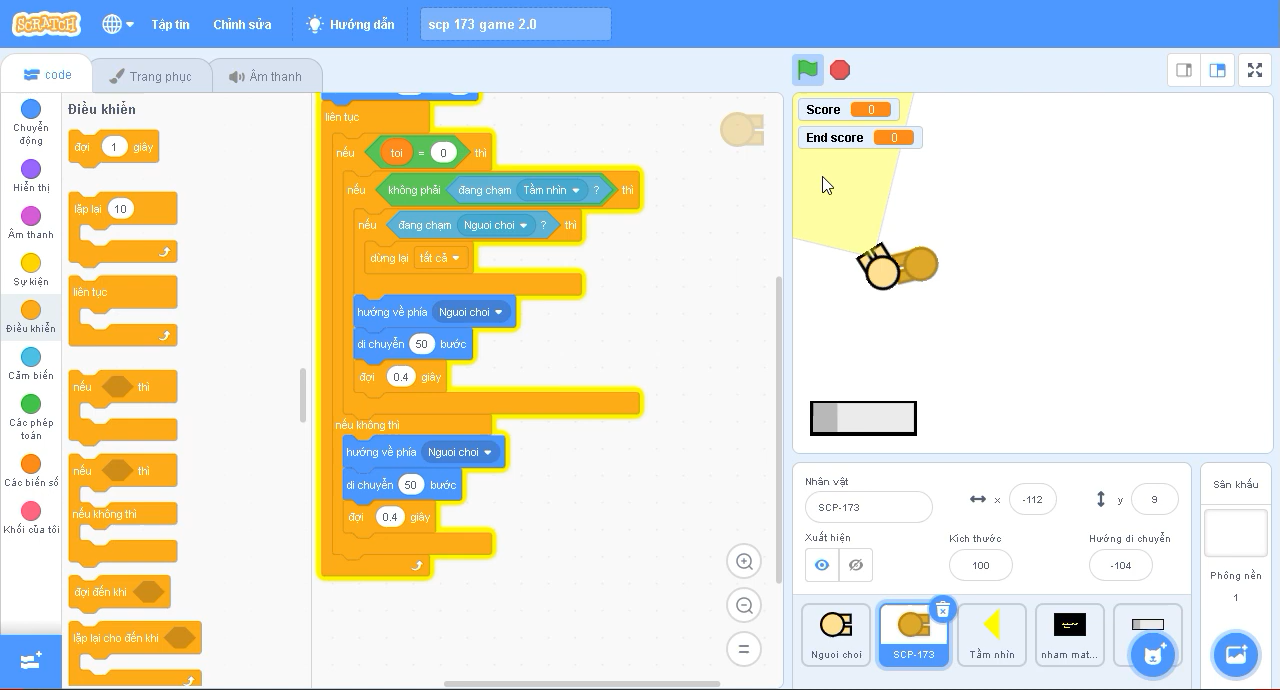 SCRATCH
Tập tin
Chỉnh sửa
Hướng dẫn
scp 173 game 2.0
code
Trang phục
Âm thanh
Chuyển động
Hiển thị
Âm thanh
Sự kiện
Điều khiển
Cảm biến
Các phép toán
Các biến số
Khối của tôi
Điều khiển
đợi 1 giây
lặp lại 10
liên tục
nếu thì
nếu thì
nếu không thì
đợi đến khi
lặp lại cho đến khi
liên tục
nếu toi = 0 thì
nếu không phải đang chạm Tầm nhìn ? thì
nếu đang chạm Nguoi choi ? thì
dừng lại tất cả
hướng về phía Nguoi choi
di chuyển 50 bước
đợi 0.4 giây
nếu không thì
hướng về phía Nguoi choi
di chuyển 50 bước
đợi 0.4 giây
Score 0
End score 0
Nhân vật
SCP-173
x -112
y 9
Xuất hiện
Kích thước
100
Hướng di chuyển
-104
Nguoi choi
SCP-173
Tầm nhìn
nham mat...
Sân khấu
Phông nền
1